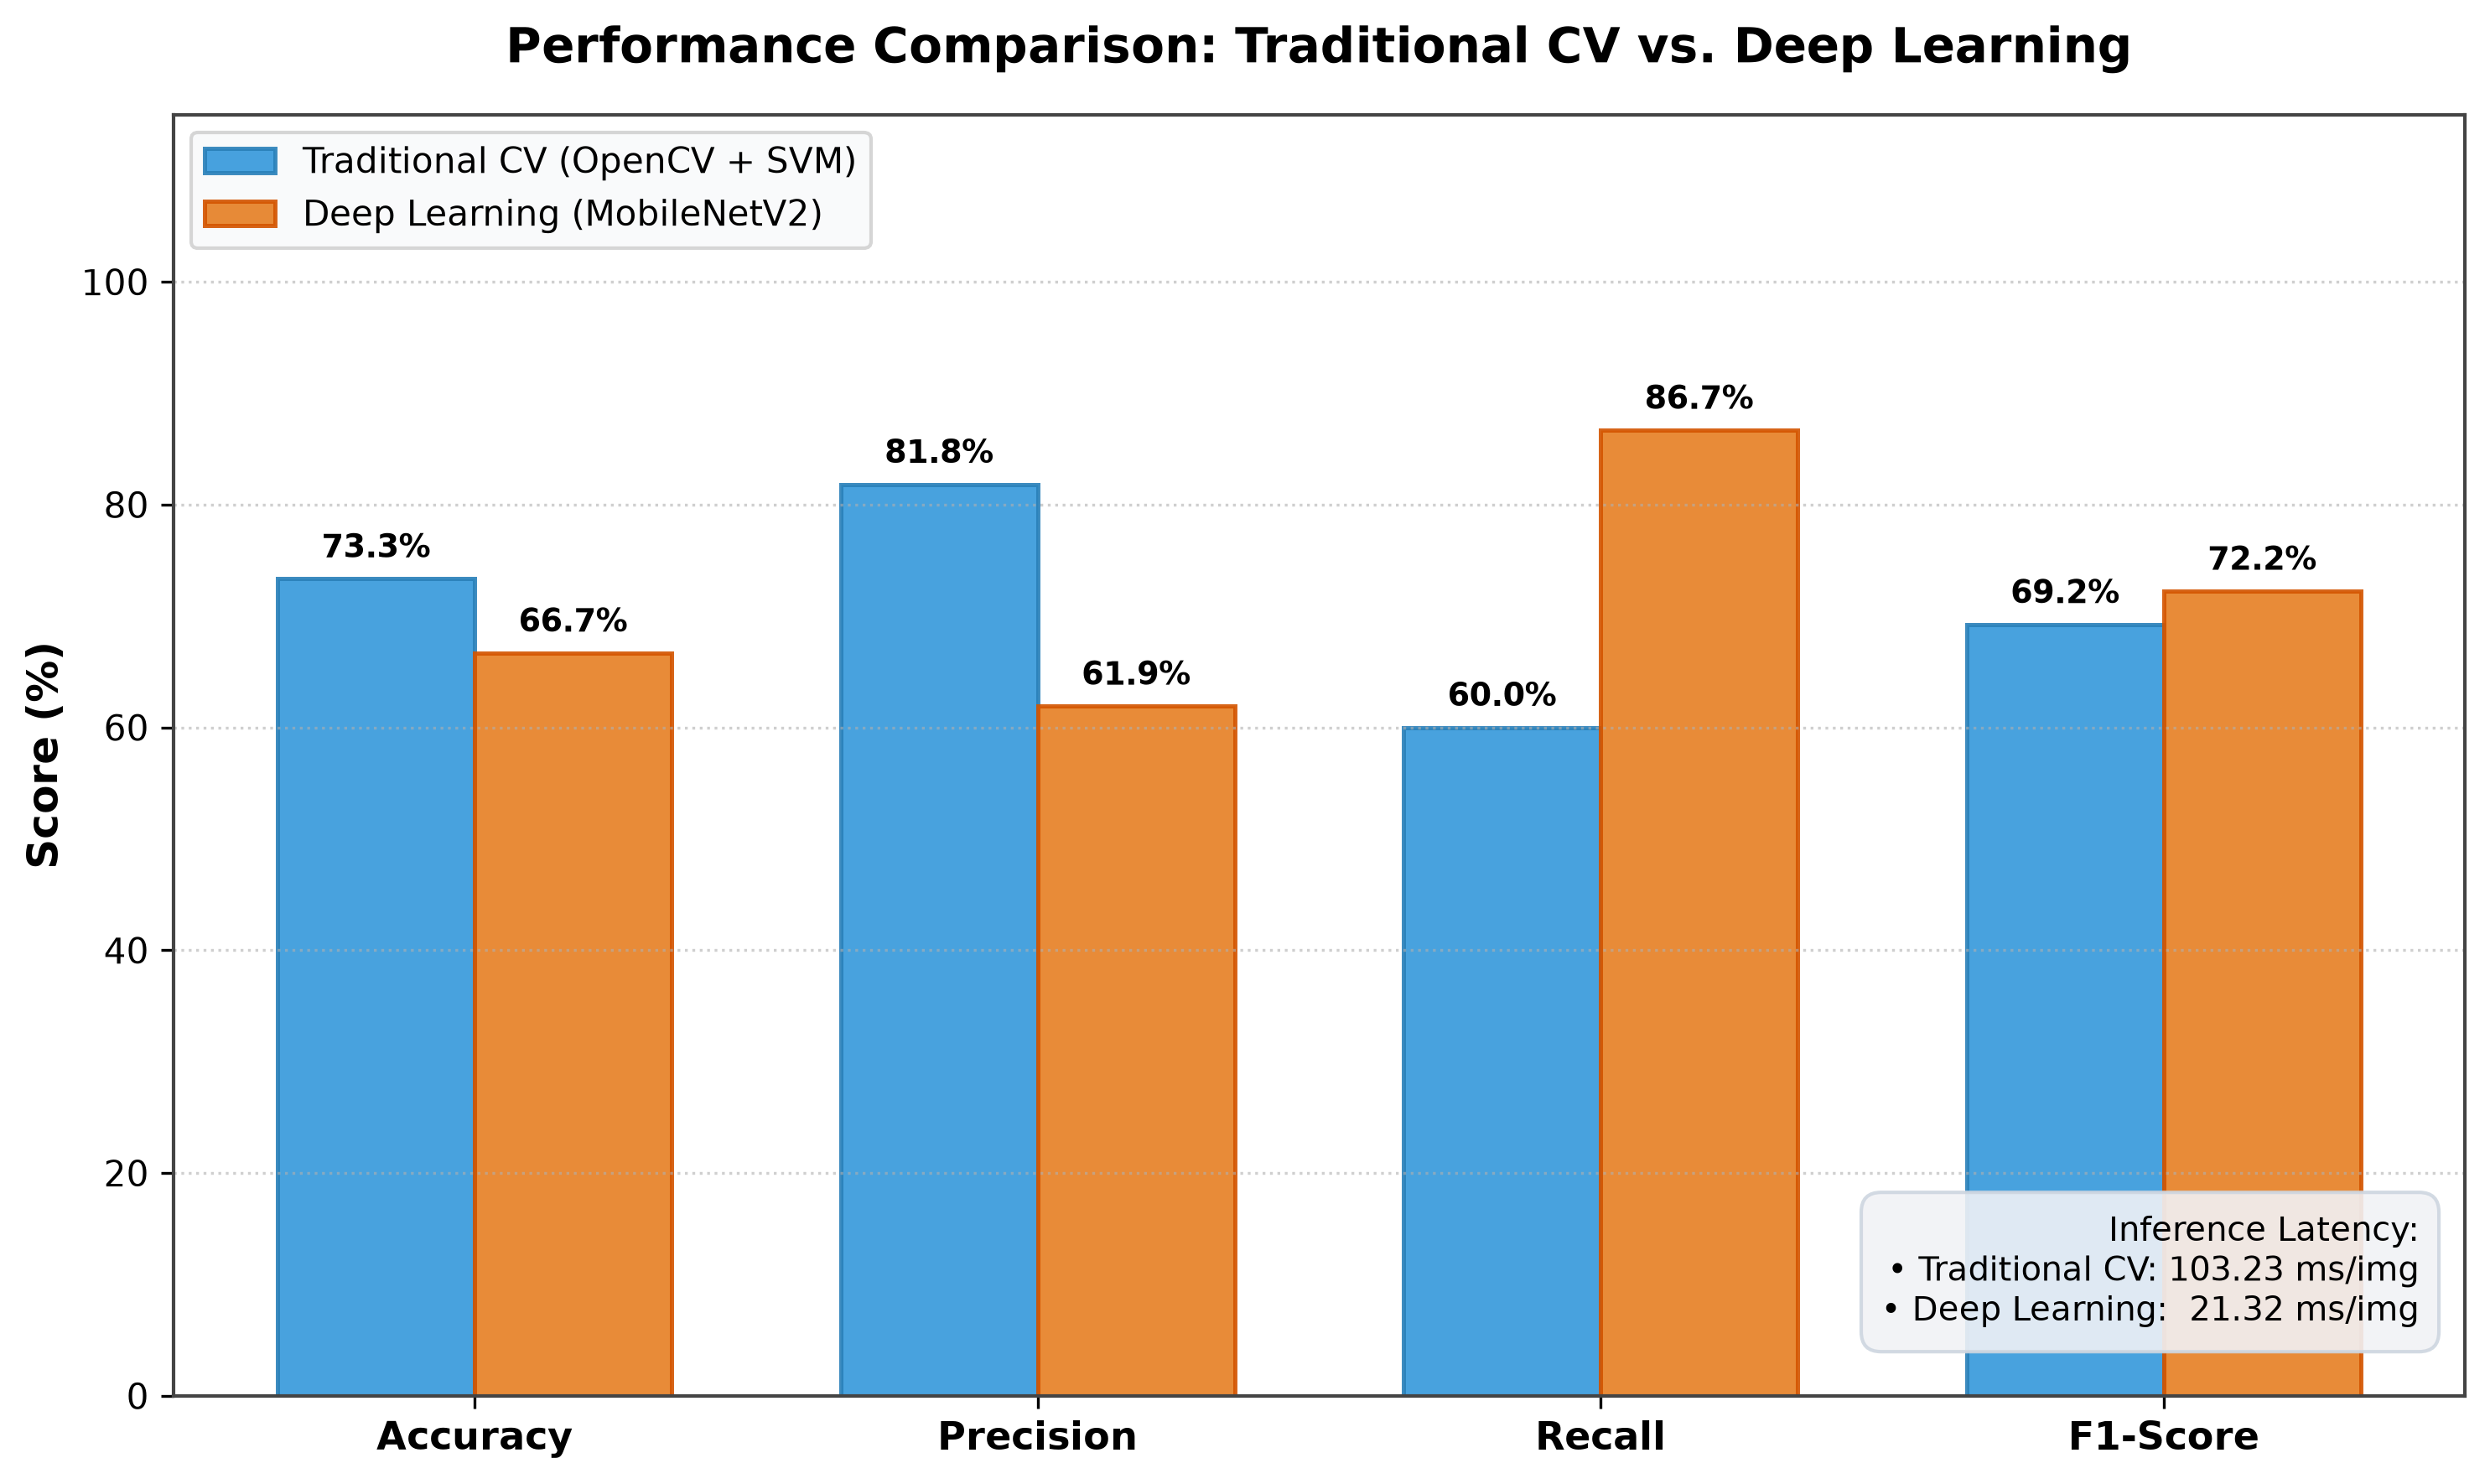 Performance Comparison: Traditional CV vs. Deep Learning
Traditional CV (OpenCV + SVM)
Deep Learning (MobileNetV2)
Score (%)
100
80
60
40
20
0
73.3%
66.7%
81.8%
61.9%
60.0%
86.7%
69.2%
72.2%
Inference Latency:
• Traditional CV: 103.23 ms/img
• Deep Learning: 21.32 ms/img
Accuracy
Precision
Recall
F1-Score